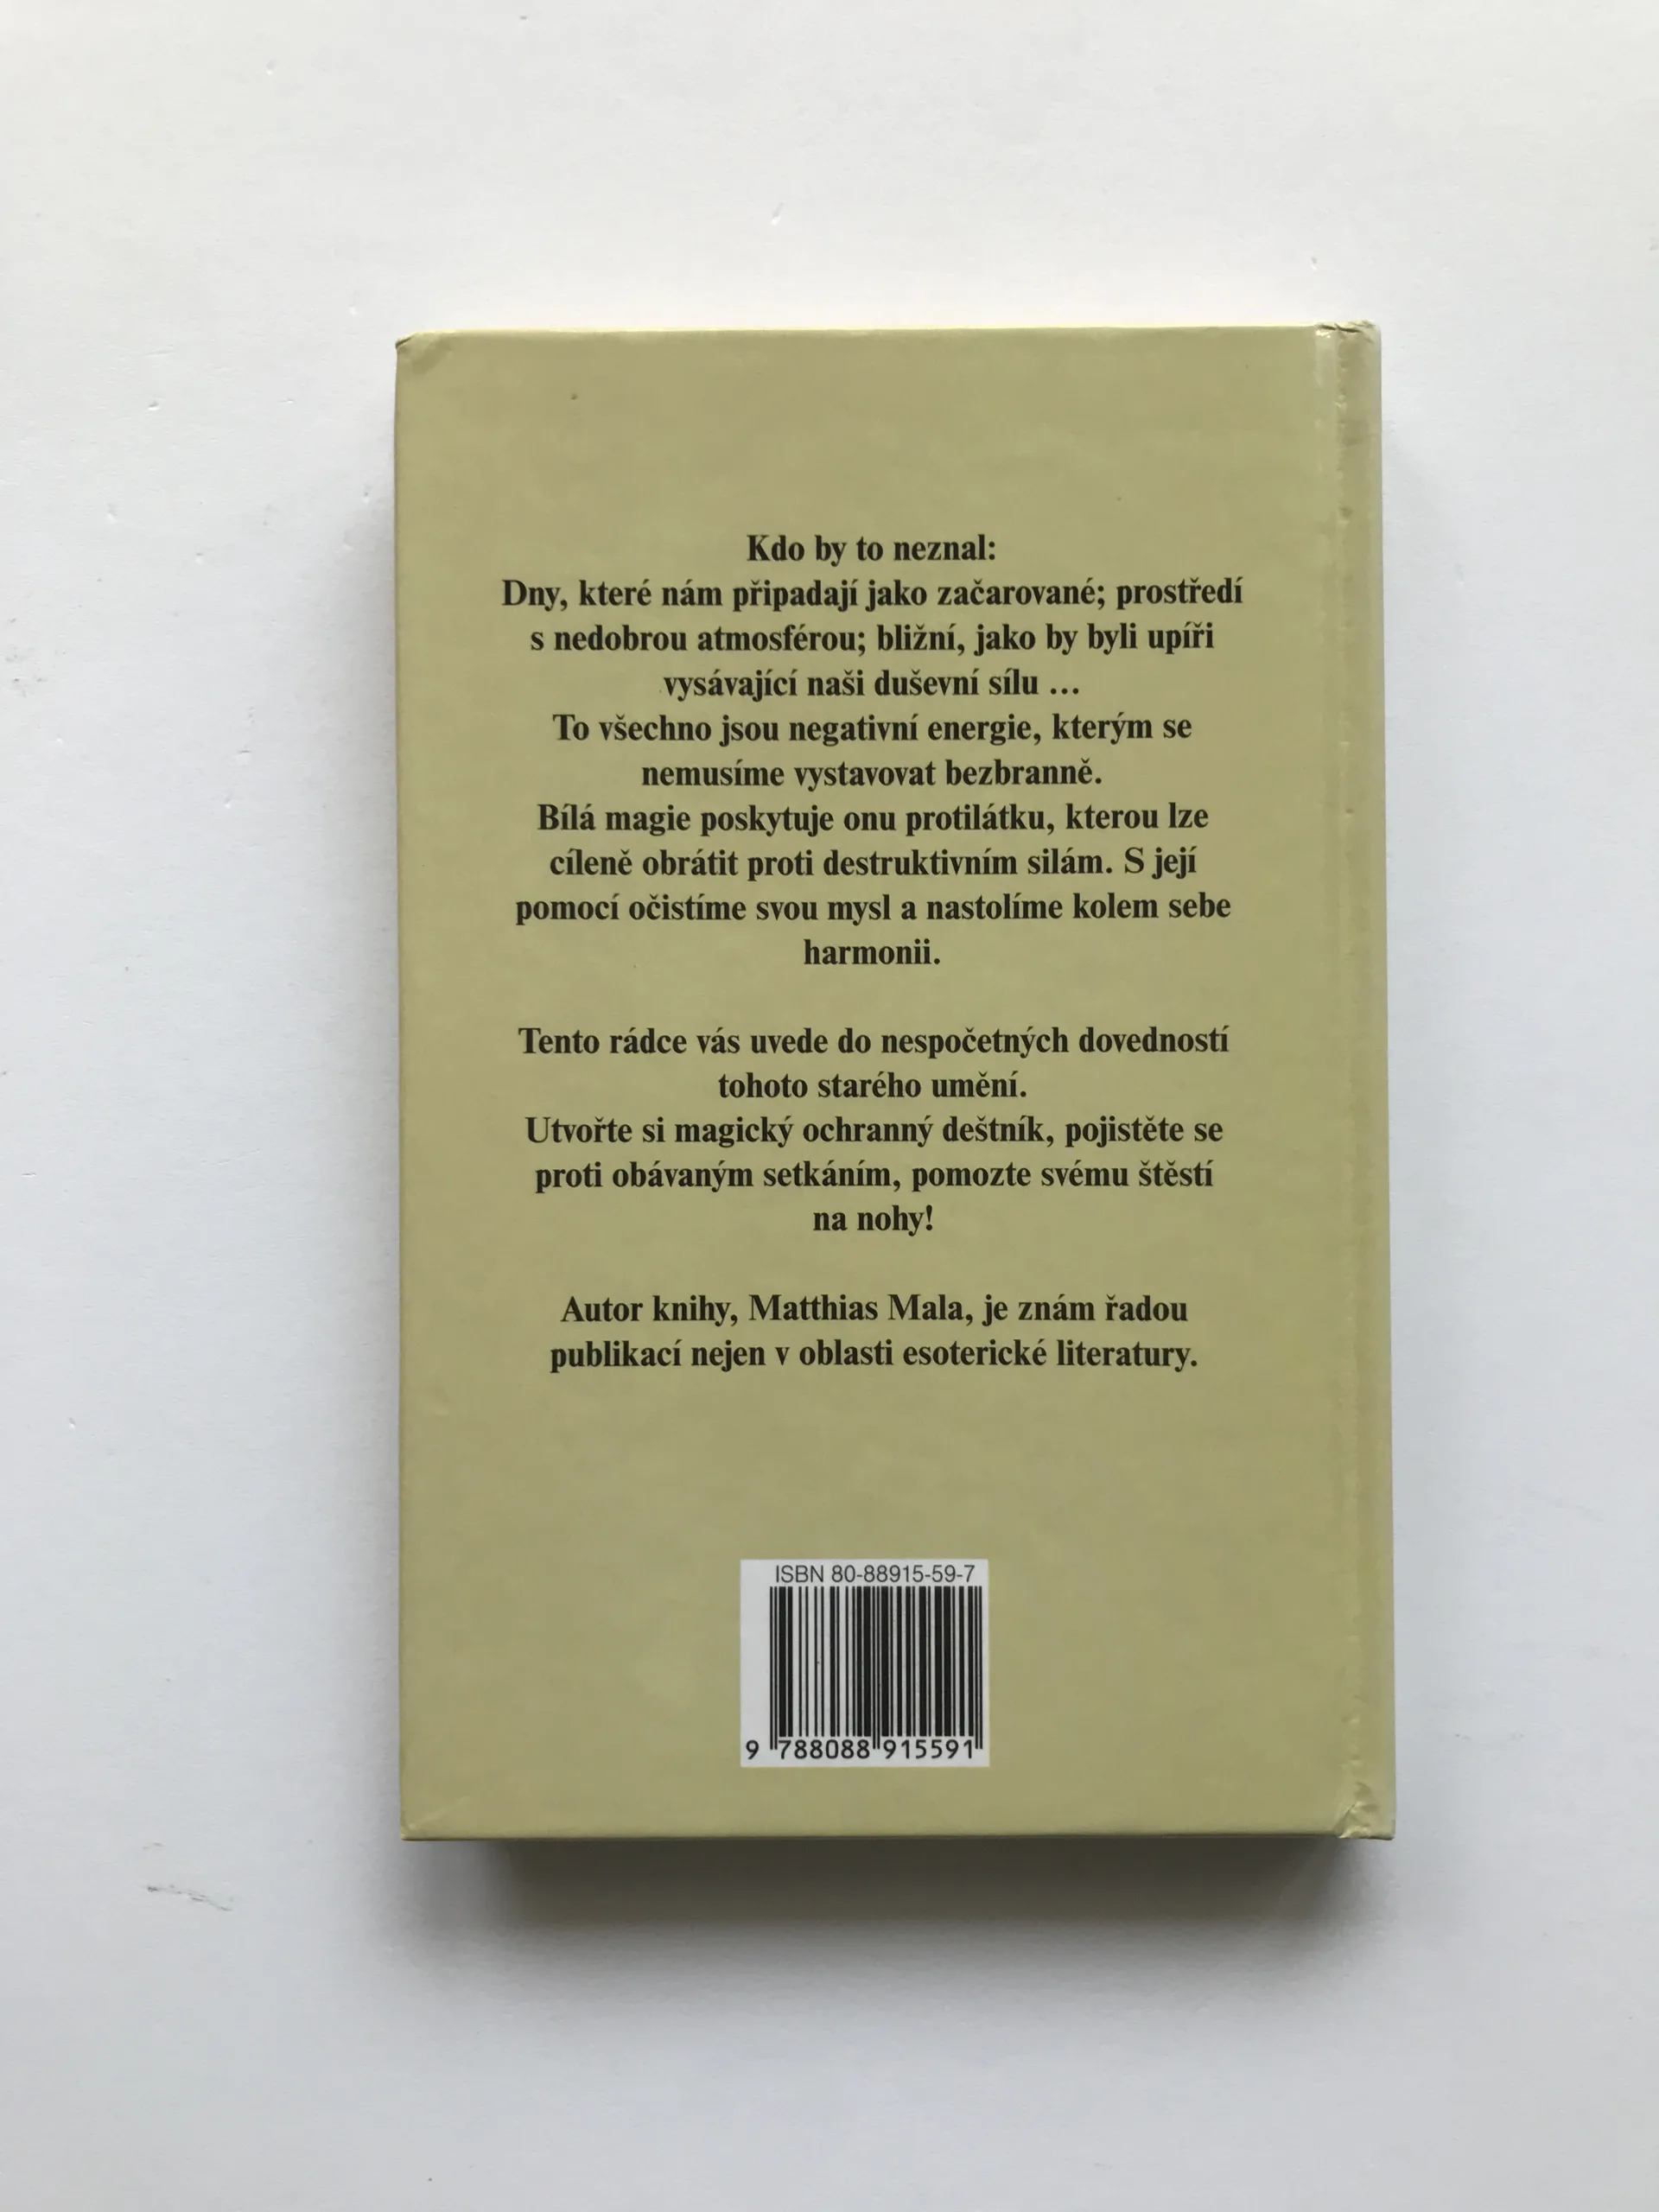 Kdo by to neznal:
Dny, které nám připadají jako začarované; prostředí
s nedobrou atmosférou; bližní, jako by byli upíři
vysávající naši duševní sílu ...
To všechno jsou negativní energie, kterým se
nemusíme vystavovat bezbranně.
Bílá magie poskytuje onu protilátku, kterou lze
cíleně obrátit proti destruktivním silám. S její
pomocí očistíme svou mysl a nastolíme kolem sebe
harmonii.
Tento rádce vás uvede do nespočetných dovedností
tohoto starého umění.
Utvořte si magický ochranný deštník, pojistěte se
proti obávaným setkáním, pomozte svému štěstí
na nohy!
Autor knihy, Matthias Mala, je znám řadou
publikací nejen v oblasti esoterické literatury.
ISBN 80-88915-59-7
9 788088 915591